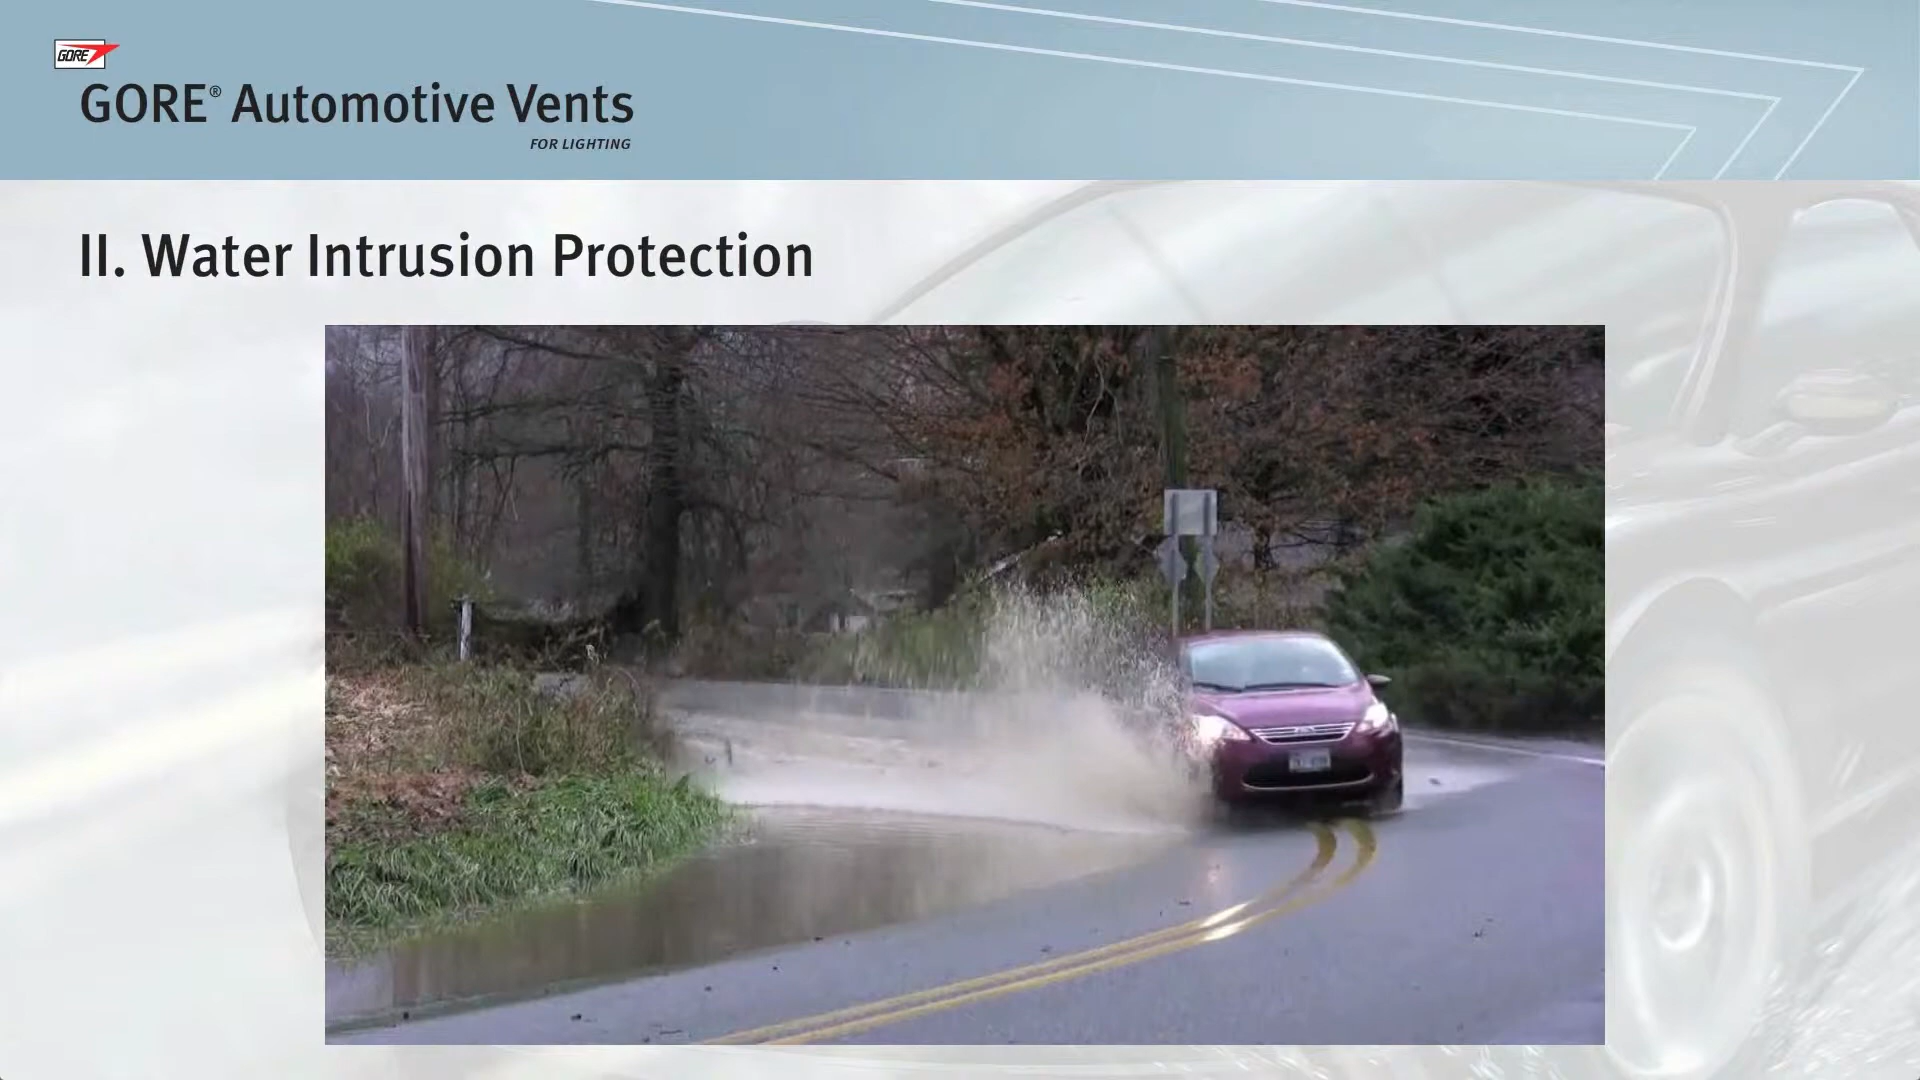 GORE
GORE® Automotive Vents
FOR LIGHTING
II. Water Intrusion Protection